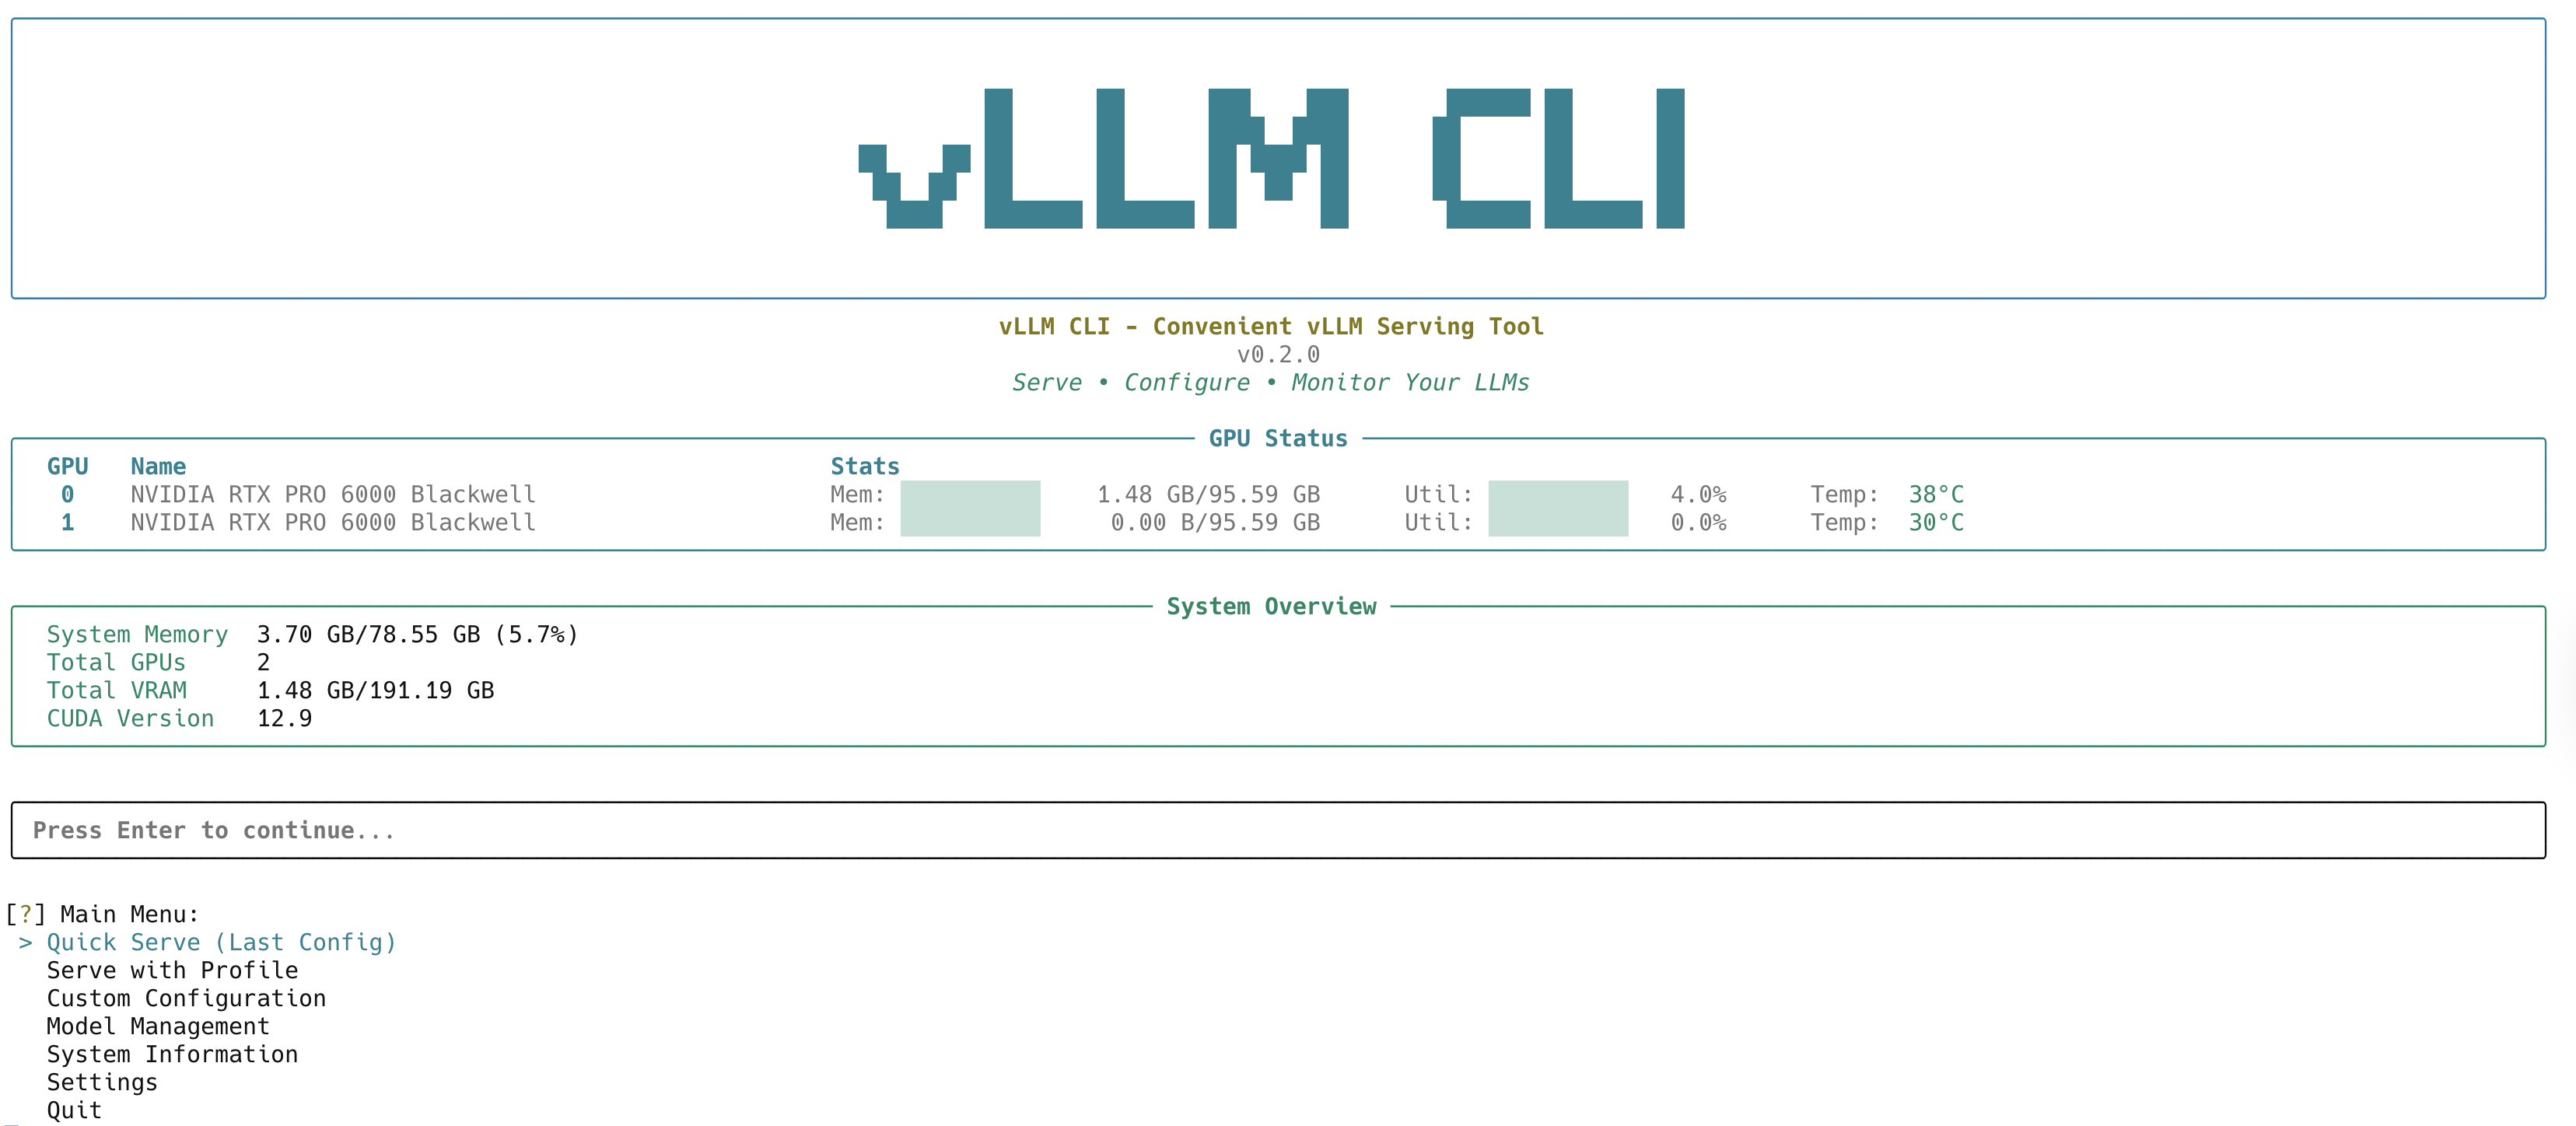 vLLM CLI
vLLM CLI - Convenient vLLM Serving Tool
v0.2.0
Serve • Configure • Monitor Your LLMs
GPU Status
GPU Name Stats
0 NVIDIA RTX PRO 6000 Blackwell Mem: 1.48 GB/95.59 GB Util: 4.0% Temp: 38°C
1 NVIDIA RTX PRO 6000 Blackwell Mem: 0.00 B/95.59 GB Util: 0.0% Temp: 30°C
System Overview
System Memory 3.70 GB/78.55 GB (5.7%)
Total GPUs 2
Total VRAM 1.48 GB/191.19 GB
CUDA Version 12.9
Press Enter to continue...
[?] Main Menu:
> Quick Serve (Last Config)
Serve with Profile
Custom Configuration
Model Management
System Information
Settings
Quit